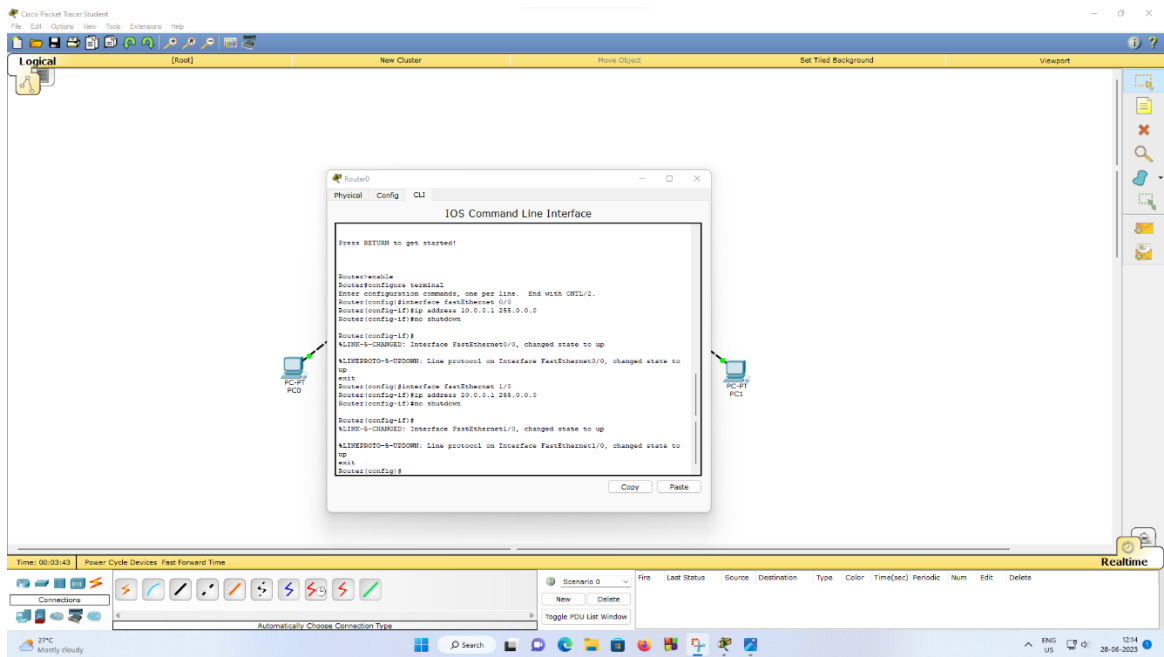 Cisco Packet Tracer Student
File Edit Options View Tools Extensions Help
Logical [Root] New Cluster Move Object Set Tiled Background Viewport
Router0
Physical Config CLI
IOS Command Line Interface
Press RETURN to get started!
Router>enable
Router#configure terminal
Enter configuration commands, one per line. End with CNTL/Z.
Router(config)#interface fastEthernet 0/0
Router(config-if)#ip address 10.0.0.1 255.0.0.0
Router(config-if)#no shutdown
Router(config-if)#
%LINK-5-CHANGED: Interface FastEthernet0/0, changed state to up
%LINEPROTO-5-UPDOWN: Line protocol on Interface FastEthernet0/0, changed state to
up
exit
Router(config)#interface fastEthernet 1/0
Router(config-if)#ip address 20.0.0.1 255.0.0.0
Router(config-if)#no shutdown
Router(config-if)#
%LINK-5-CHANGED: Interface FastEthernet1/0, changed state to up
%LINEPROTO-5-UPDOWN: Line protocol on Interface FastEthernet1/0, changed state to
up
exit
Router(config)#
Copy Paste
PC-PT
PC0
PC-PT
PC1
Time: 00:03:43 Power Cycle Devices Fast Forward Time Realtime
Connections
Automatically Choose Connection Type
Scenario 0
New Delete
Toggle PDU List Window
Fire Last Status Source Destination Type Color Time(sec) Periodic Num Edit Delete
27°C
Mostly cloudy
Search
ENG
US
12:14
28-06-2023